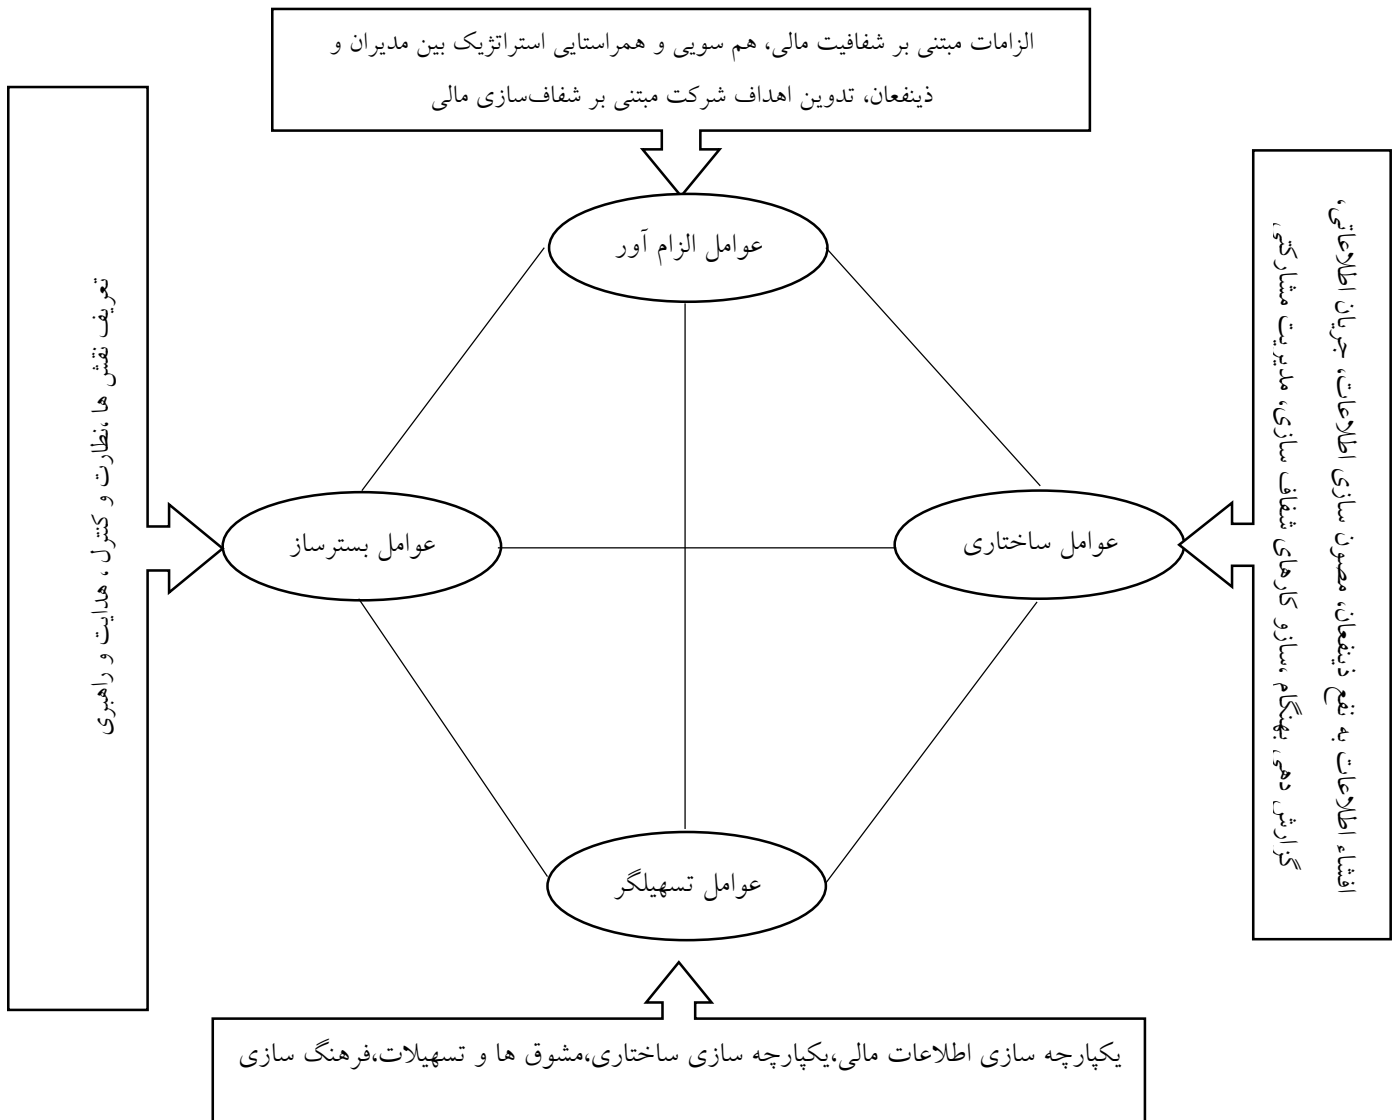 الزامات مبتنی بر شفافیت مالی، هم سویی و همراستایی استراتژیک بین مدیران و
ذینفعان، تدوین اهداف شرکت مبتنی بر شفاف‌سازی مالی
عوامل الزام آور
افشاء اطلاعات به نفع ذینفعان، مصون سازی اطلاعات، جریان اطلاعاتی،
گزارش دهی بهنگام ،سازو کارهای شفاف سازی، مدیریت مشارکتی
عوامل ساختاری
عوامل بسترساز
تعریف نقش ها ،نظارت و کنترل ، هدایت و راهبری
عوامل تسهیلگر
یکپارچه سازی اطلاعات مالی،یکپارچه سازی ساختاری،مشوق ها و تسهیلات،فرهنگ سازی